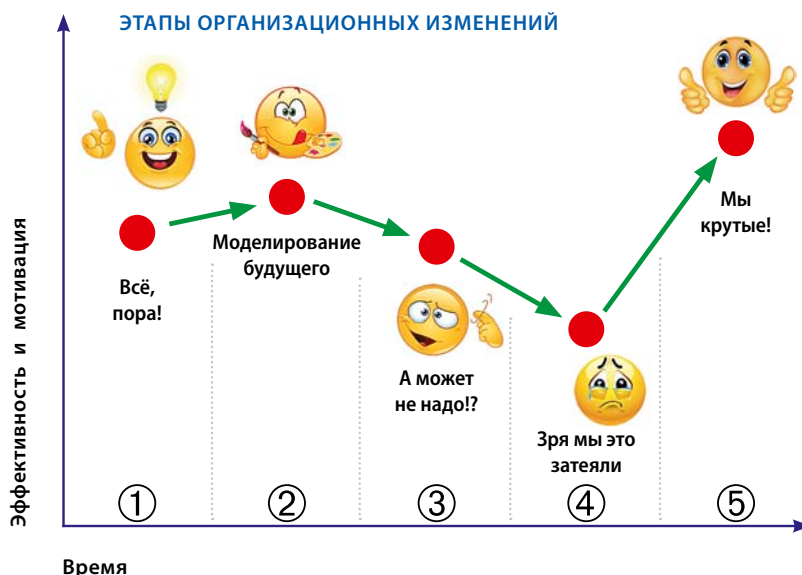 ЭТАПЫ ОРГАНИЗАЦИОННЫХ ИЗМЕНЕНИЙ
Эффективность и мотивация
Всё,
пора!
Моделирование
будущего
А может
не надо!?
Зря мы это
затеяли
Мы
крутые!
1
2
3
4
5
Время